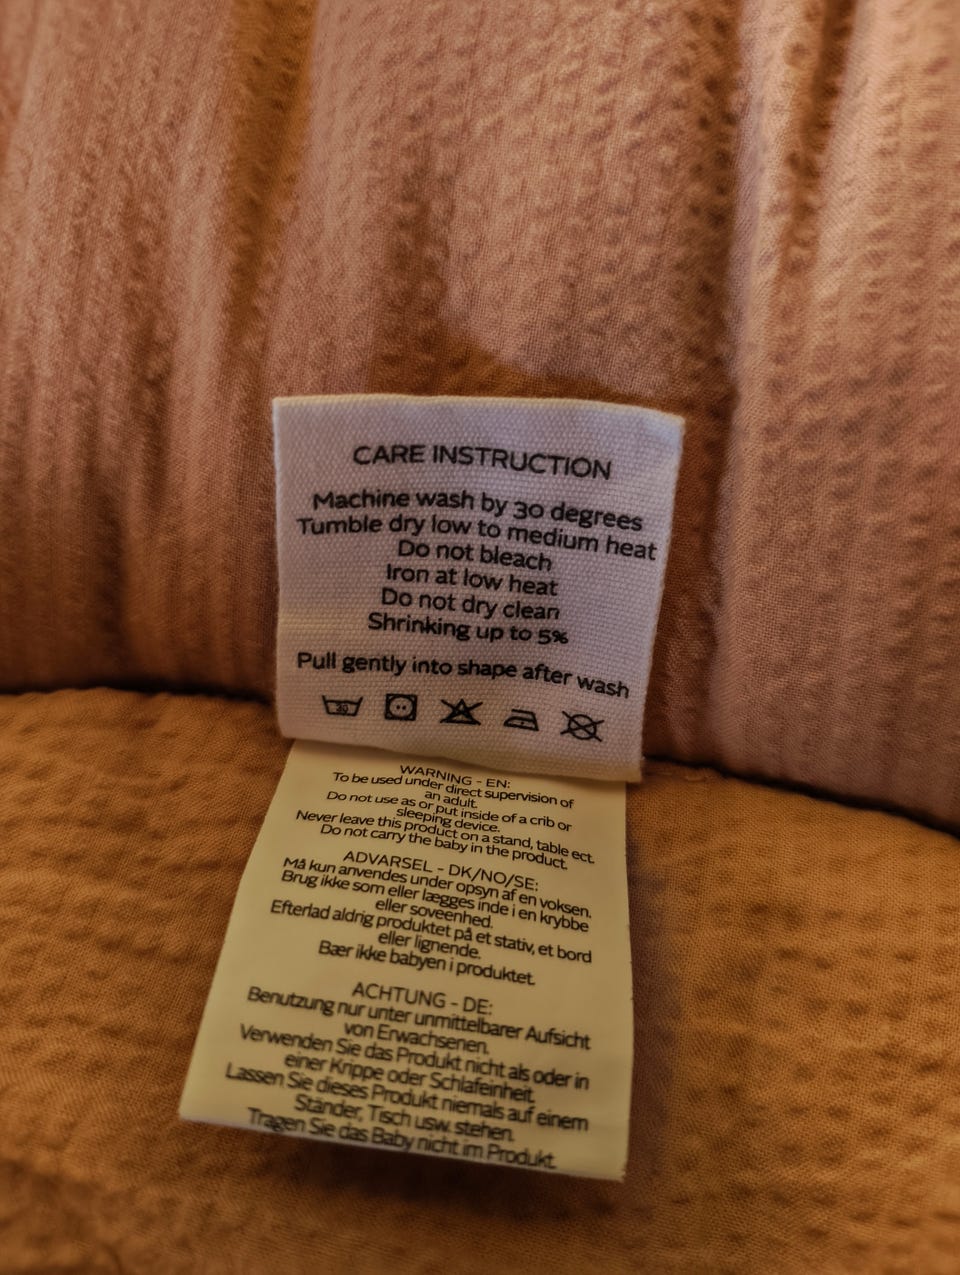 CARE INSTRUCTION
Machine wash by 30 degrees
Tumble dry low to medium heat
Do not bleach
Iron at low heat
Do not dry clean
Shrinking up to 5%
Pull gently into shape after wash
30
WARNING - EN:
To be used under direct supervision of
an adult.
Do not use as or put inside of a crib or
sleeping device.
Never leave this product on a stand, table ect.
Do not carry the baby in the product.
ADVARSEL - DK/NO/SE:
Må kun anvendes under opsyn af en voksen.
Brug ikke som eller lægges inde i en krybbe
eller soveenhed.
Efterlad aldrig produktet på et stativ, et bord
eller lignende.
Bær ikke babyen i produktet.
ACHTUNG - DE:
Benutzung nur unter unmittelbarer Aufsicht
von Erwachsenen.
Verwenden Sie das Produkt nicht als oder in
einer Krippe oder Schlafeinheit.
Lassen Sie dieses Produkt niemals auf einem
Ständer, Tisch usw. stehen.
Tragen Sie das Baby nicht im Produkt.